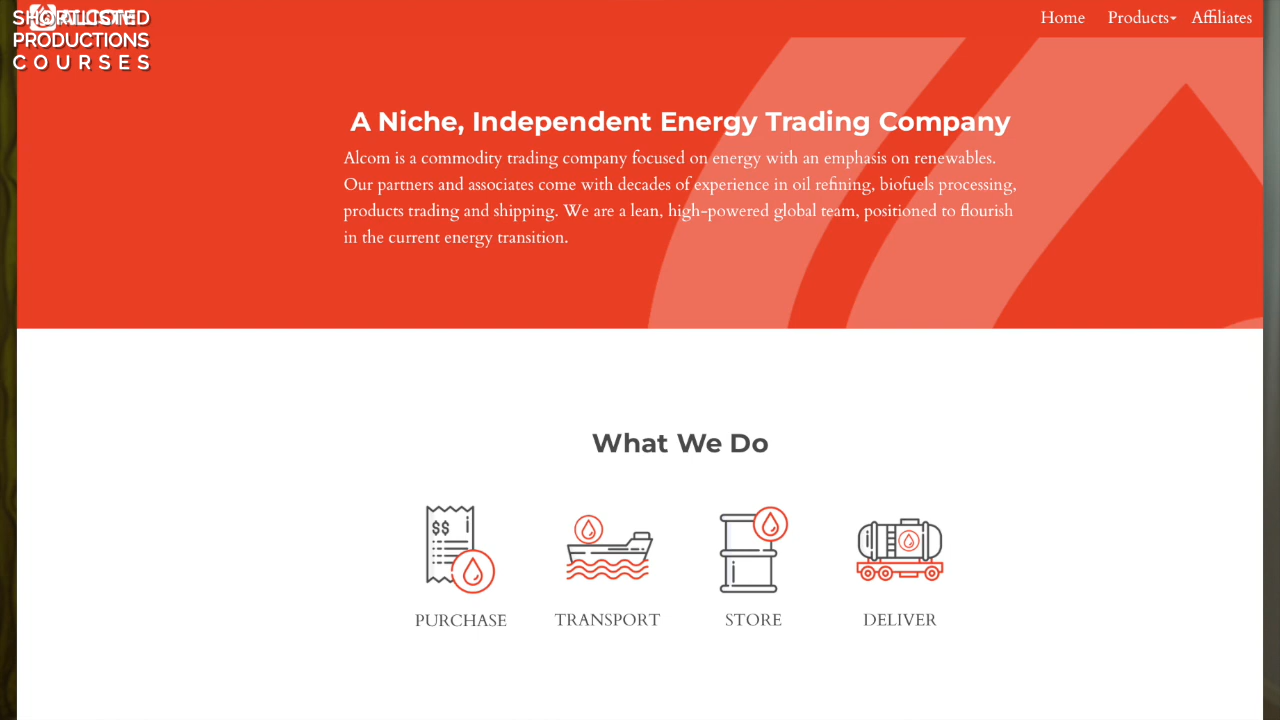 SHORTLISTED
PRODUCTIONS
COURSES
Home Products Affiliates
A Niche, Independent Energy Trading Company
Alcom is a commodity trading company focused on energy with an emphasis on renewables.
Our partners and associates come with decades of experience in oil refining, biofuels processing,
products trading and shipping. We are a lean, high-powered global team, positioned to flourish
in the current energy transition.
What We Do
$$
PURCHASE TRANSPORT STORE DELIVER